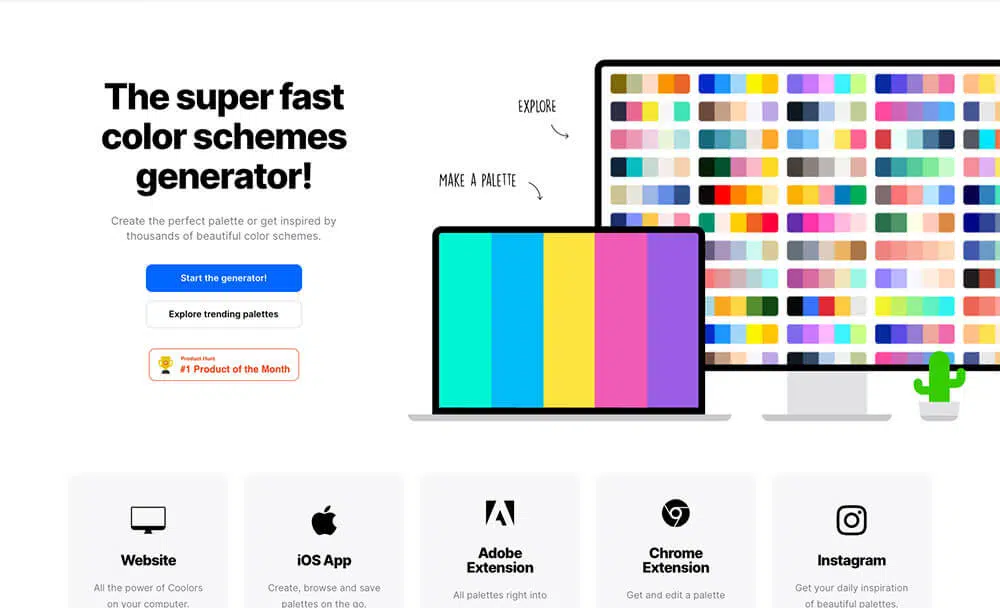 The super fast
color schemes
generator!
Create the perfect palette or get inspired by
thousands of beautiful color schemes.
Start the generator!
Explore trending palettes
Product Hunt
#1 Product of the Month
EXPLORE
MAKE A PALETTE
Website
All the power of Coolors
on your computer.
iOS App
Create, browse and save
palettes on the go.
Adobe
Extension
All palettes right into
Chrome
Extension
Get and edit a palette
Instagram
Get your daily inspiration
of beautiful palettes.